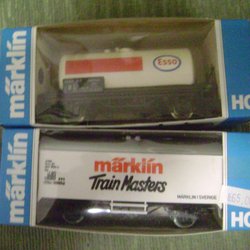 märklin
Esso
HO
märklin
märklin
Train Masters
MÄRKLIN I SVERIGE
HO